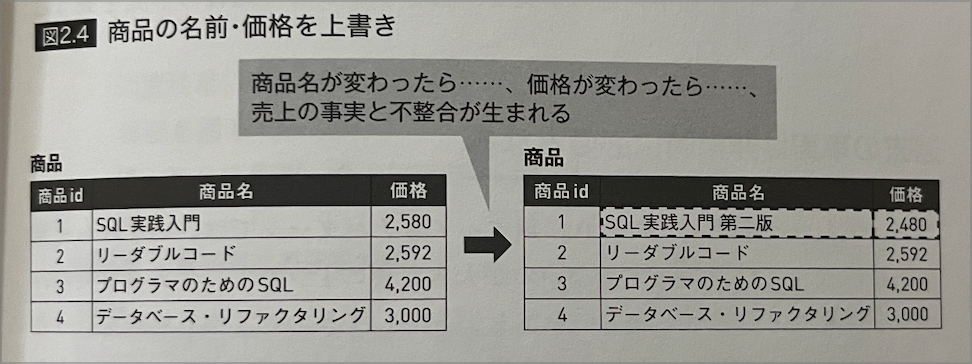 図2.4 商品の名前・価格を上書き
商品名が変わったら……、価格が変わったら……、
売上の事実と不整合が生まれる
商品
商品id 商品名 価格
1 SQL実践入門 2,580
2 リーダブルコード 2,592
3 プログラマのためのSQL 4,200
4 データベース・リファクタリング 3,000
商品
商品id 商品名 価格
1 SQL実践入門 第二版 2,480
2 リーダブルコード 2,592
3 プログラマのためのSQL 4,200
4 データベース・リファクタリング 3,000